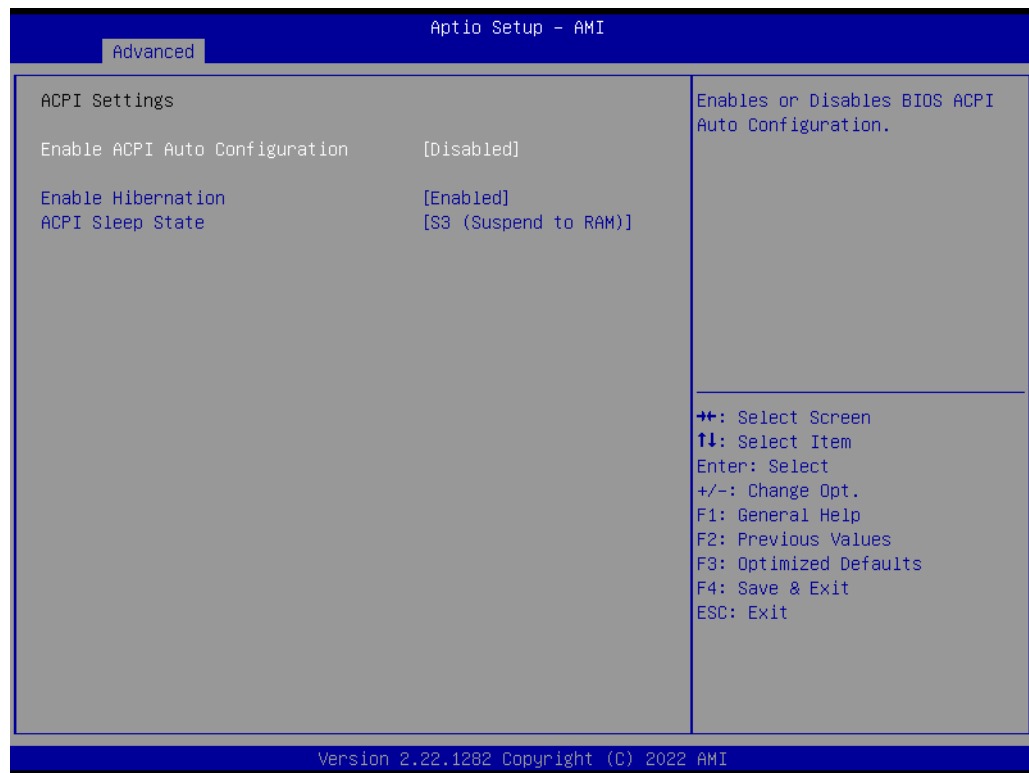 Aptio Setup – AMI
Advanced
ACPI Settings
Enable ACPI Auto Configuration [Disabled]
Enable Hibernation [Enabled]
ACPI Sleep State [S3 (Suspend to RAM)]
Enables or Disables BIOS ACPI
Auto Configuration.
→←: Select Screen
↑↓: Select Item
Enter: Select
+/-: Change Opt.
F1: General Help
F2: Previous Values
F3: Optimized Defaults
F4: Save & Exit
ESC: Exit
Version 2.22.1282 Copyright (C) 2022 AMI